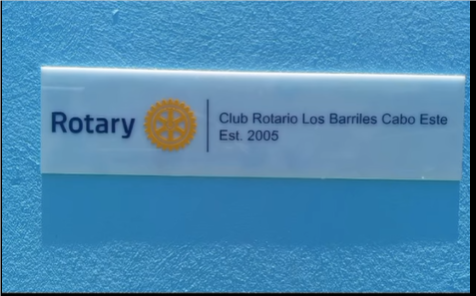 Rotary
Club Rotario Los Barriles Cabo Este
Est. 2005